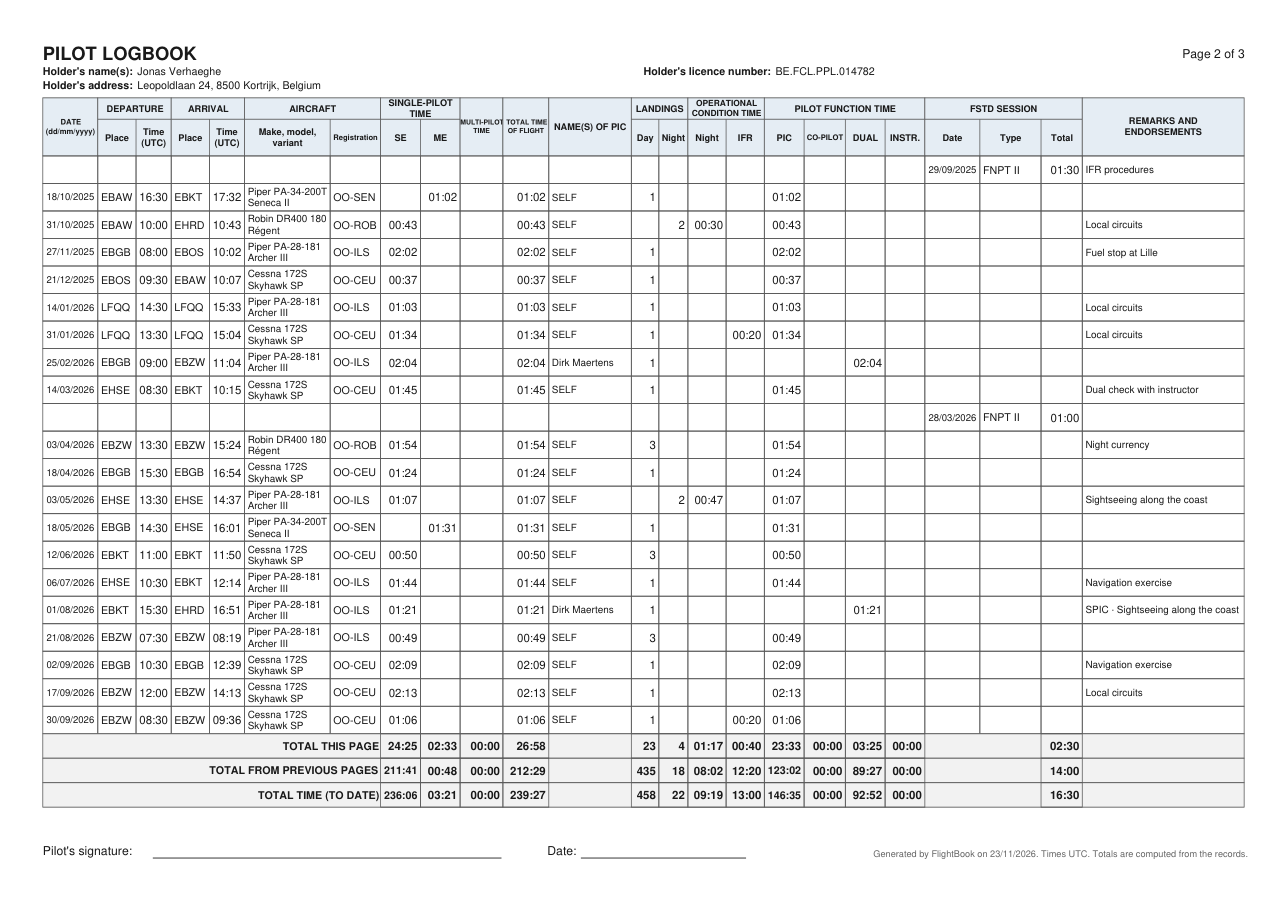 PILOT LOGBOOK
Page 2 of 3
Holder's name(s): Jonas Verhaeghe
Holder's licence number: BE.FCL.PPL.014782
Holder's address: Leopoldlaan 24, 8500 Kortrijk, Belgium
DATE (dd/mm/yyyy) DEPARTURE ARRIVAL AIRCRAFT SINGLE-PILOT TIME MULTI-PILOT TIME TOTAL TIME OF FLIGHT NAME(S) OF PIC LANDINGS OPERATIONAL CONDITION TIME PILOT FUNCTION TIME FSTD SESSION REMARKS AND ENDORSEMENTS
Place Time (UTC) Place Time (UTC) Make, model, variant Registration SE ME Day Night Night IFR PIC CO-PILOT DUAL INSTR. Date Type Total
29/09/2025 FNPT II 01:30 IFR procedures
18/10/2025 EBAW 16:30 EBKT 17:32 Piper PA-34-200T Seneca II OO-SEN 01:02 01:02 SELF 1 01:02
31/10/2025 EBAW 10:00 EHRD 10:43 Robin DR400 180 Régent OO-ROB 00:43 00:43 SELF 2 00:30 00:43 Local circuits
27/11/2025 EBGB 08:00 EBOS 10:02 Piper PA-28-181 Archer III OO-ILS 02:02 02:02 SELF 1 02:02 Fuel stop at Lille
21/12/2025 EBOS 09:30 EBAW 10:07 Cessna 172S Skyhawk SP OO-CEU 00:37 00:37 SELF 1 00:37
14/01/2026 LFQQ 14:30 LFQQ 15:33 Piper PA-28-181 Archer III OO-ILS 01:03 01:03 SELF 1 01:03 Local circuits
31/01/2026 LFQQ 13:30 LFQQ 15:04 Cessna 172S Skyhawk SP OO-CEU 01:34 01:34 SELF 1 00:20 01:34 Local circuits
25/02/2026 EBGB 09:00 EBZW 11:04 Piper PA-28-181 Archer III OO-ILS 02:04 02:04 Dirk Maertens 1 02:04
14/03/2026 EHSE 08:30 EBKT 10:15 Cessna 172S Skyhawk SP OO-CEU 01:45 01:45 SELF 1 01:45 Dual check with instructor
28/03/2026 FNPT II 01:00
03/04/2026 EBZW 13:30 EBZW 15:24 Robin DR400 180 Régent OO-ROB 01:54 01:54 SELF 3 01:54 Night currency
18/04/2026 EBGB 15:30 EBGB 16:54 Cessna 172S Skyhawk SP OO-CEU 01:24 01:24 SELF 1 01:24
03/05/2026 EHSE 13:30 EHSE 14:37 Piper PA-28-181 Archer III OO-ILS 01:07 01:07 SELF 2 00:47 01:07 Sightseeing along the coast
18/05/2026 EBGB 14:30 EHSE 16:01 Piper PA-34-200T Seneca II OO-SEN 01:31 01:31 SELF 1 01:31
12/06/2026 EBKT 11:00 EBKT 11:50 Cessna 172S Skyhawk SP OO-CEU 00:50 00:50 SELF 3 00:50
06/07/2026 EHSE 10:30 EBKT 12:14 Piper PA-28-181 Archer III OO-ILS 01:44 01:44 SELF 1 01:44 Navigation exercise
01/08/2026 EBKT 15:30 EHRD 16:51 Piper PA-28-181 Archer III OO-ILS 01:21 01:21 Dirk Maertens 1 01:21 SPIC · Sightseeing along the coast
21/08/2026 EBZW 07:30 EBZW 08:19 Piper PA-28-181 Archer III OO-ILS 00:49 00:49 SELF 3 00:49
02/09/2026 EBGB 10:30 EBGB 12:39 Cessna 172S Skyhawk SP OO-CEU 02:09 02:09 SELF 1 02:09 Navigation exercise
17/09/2026 EBZW 12:00 EBZW 14:13 Cessna 172S Skyhawk SP OO-CEU 02:13 02:13 SELF 1 02:13 Local circuits
30/09/2026 EBZW 08:30 EBZW 09:36 Cessna 172S Skyhawk SP OO-CEU 01:06 01:06 SELF 1 00:20 01:06
TOTAL THIS PAGE 24:25 02:33 00:00 26:58 23 4 01:17 00:40 23:33 00:00 03:25 00:00 02:30
TOTAL FROM PREVIOUS PAGES 211:41 00:48 00:00 212:29 435 18 08:02 12:20 123:02 00:00 89:27 00:00 14:00
TOTAL TIME (TO DATE) 236:06 03:21 00:00 239:27 458 22 09:19 13:00 146:35 00:00 92:52 00:00 16:30
Pilot's signature: Date:
Generated by FlightBook on 23/11/2026. Times UTC. Totals are computed from the records.